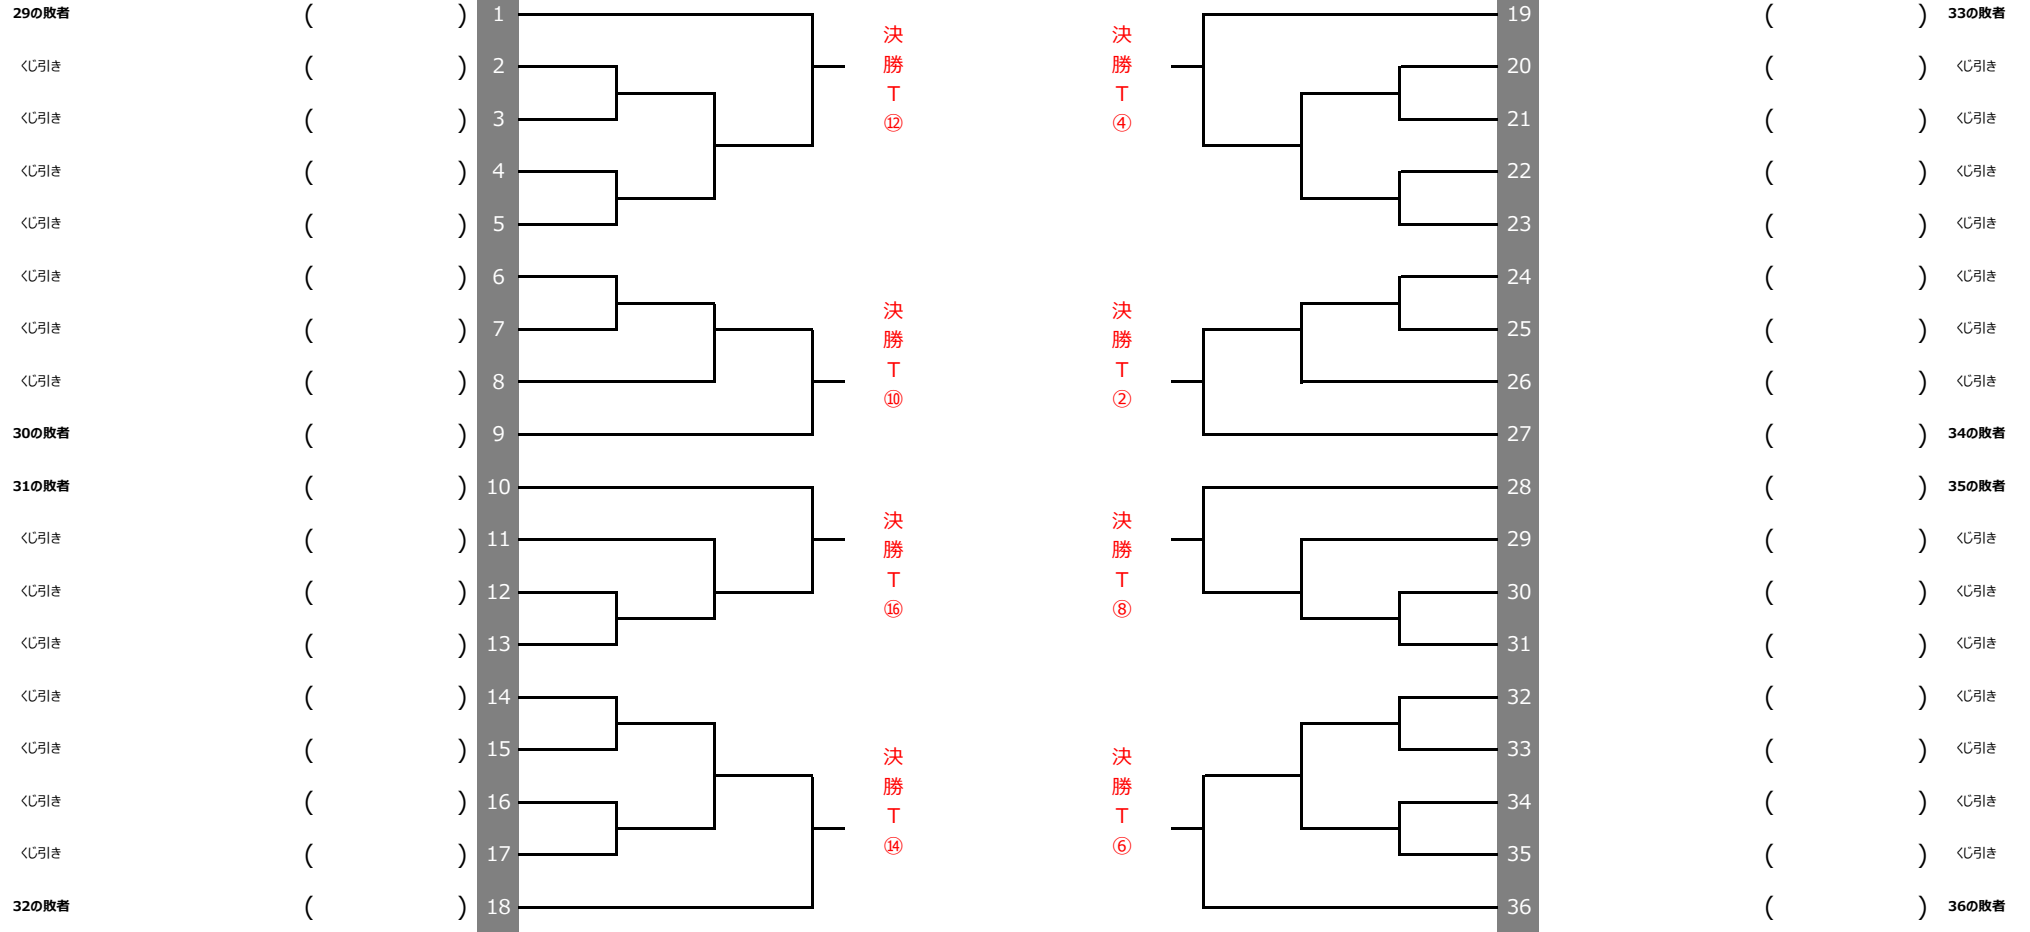 29の敗者 ( ) 1 19 ( ) 33の敗者
くじ引き ( ) 2 20 ( ) くじ引き
くじ引き ( ) 3 21 ( ) くじ引き
決勝T⑫ 決勝T④
くじ引き ( ) 4 22 ( ) くじ引き
くじ引き ( ) 5 23 ( ) くじ引き
くじ引き ( ) 6 24 ( ) くじ引き
くじ引き ( ) 7 25 ( ) くじ引き
くじ引き ( ) 8 26 ( ) くじ引き
決勝T⑩ 決勝T②
30の敗者 ( ) 9 27 ( ) 34の敗者
31の敗者 ( ) 10 28 ( ) 35の敗者
くじ引き ( ) 11 29 ( ) くじ引き
くじ引き ( ) 12 30 ( ) くじ引き
決勝T⑯ 決勝T⑧
くじ引き ( ) 13 31 ( ) くじ引き
くじ引き ( ) 14 32 ( ) くじ引き
くじ引き ( ) 15 33 ( ) くじ引き
くじ引き ( ) 16 34 ( ) くじ引き
決勝T⑭ 決勝T⑥
くじ引き ( ) 17 35 ( ) くじ引き
32の敗者 ( ) 18 36 ( ) 36の敗者